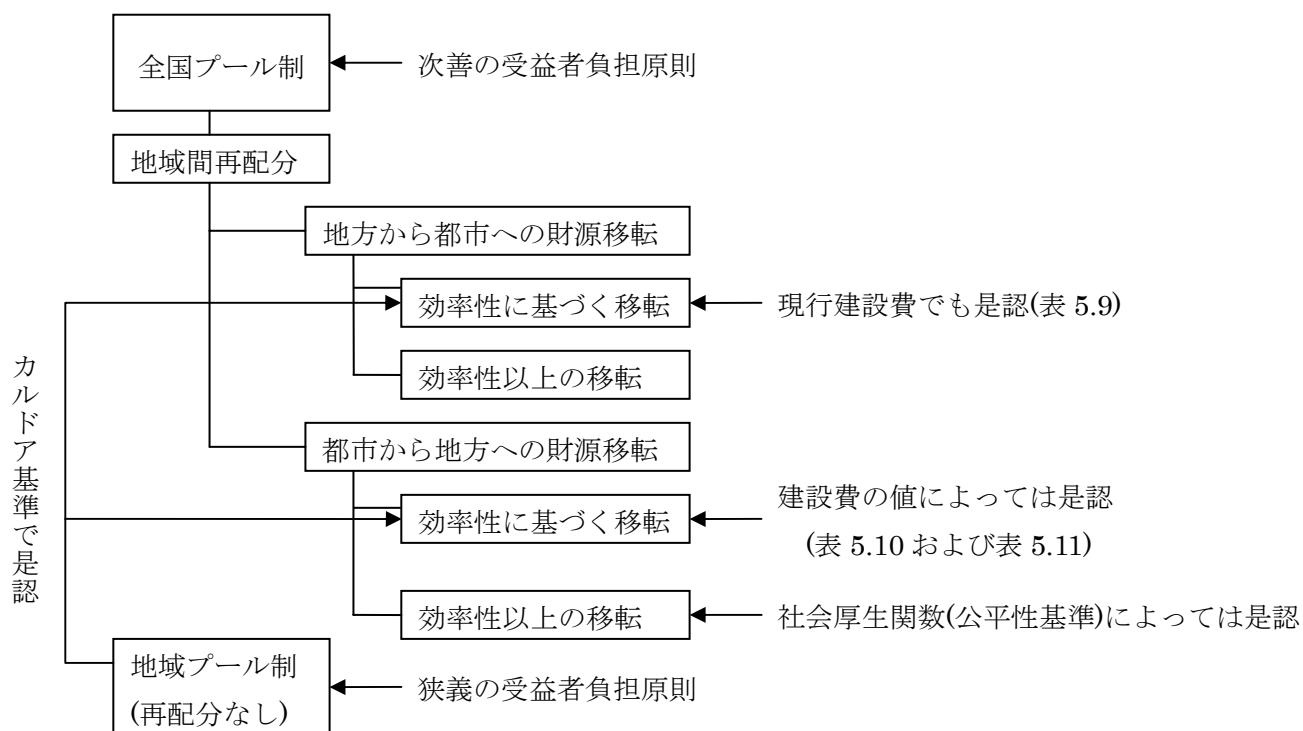 全国プール制
次善の受益者負担原則
地域間再配分
地方から都市への財源移転
効率性に基づく移転
現行建設費でも是認(表 5.9)
効率性以上の移転
都市から地方への財源移転
建設費の値によっては是認
効率性に基づく移転
(表 5.10 および表 5.11)
効率性以上の移転
社会厚生関数(公平性基準)によっては是認
カルドア基準で是認
地域プール制
(再配分なし)
狭義の受益者負担原則